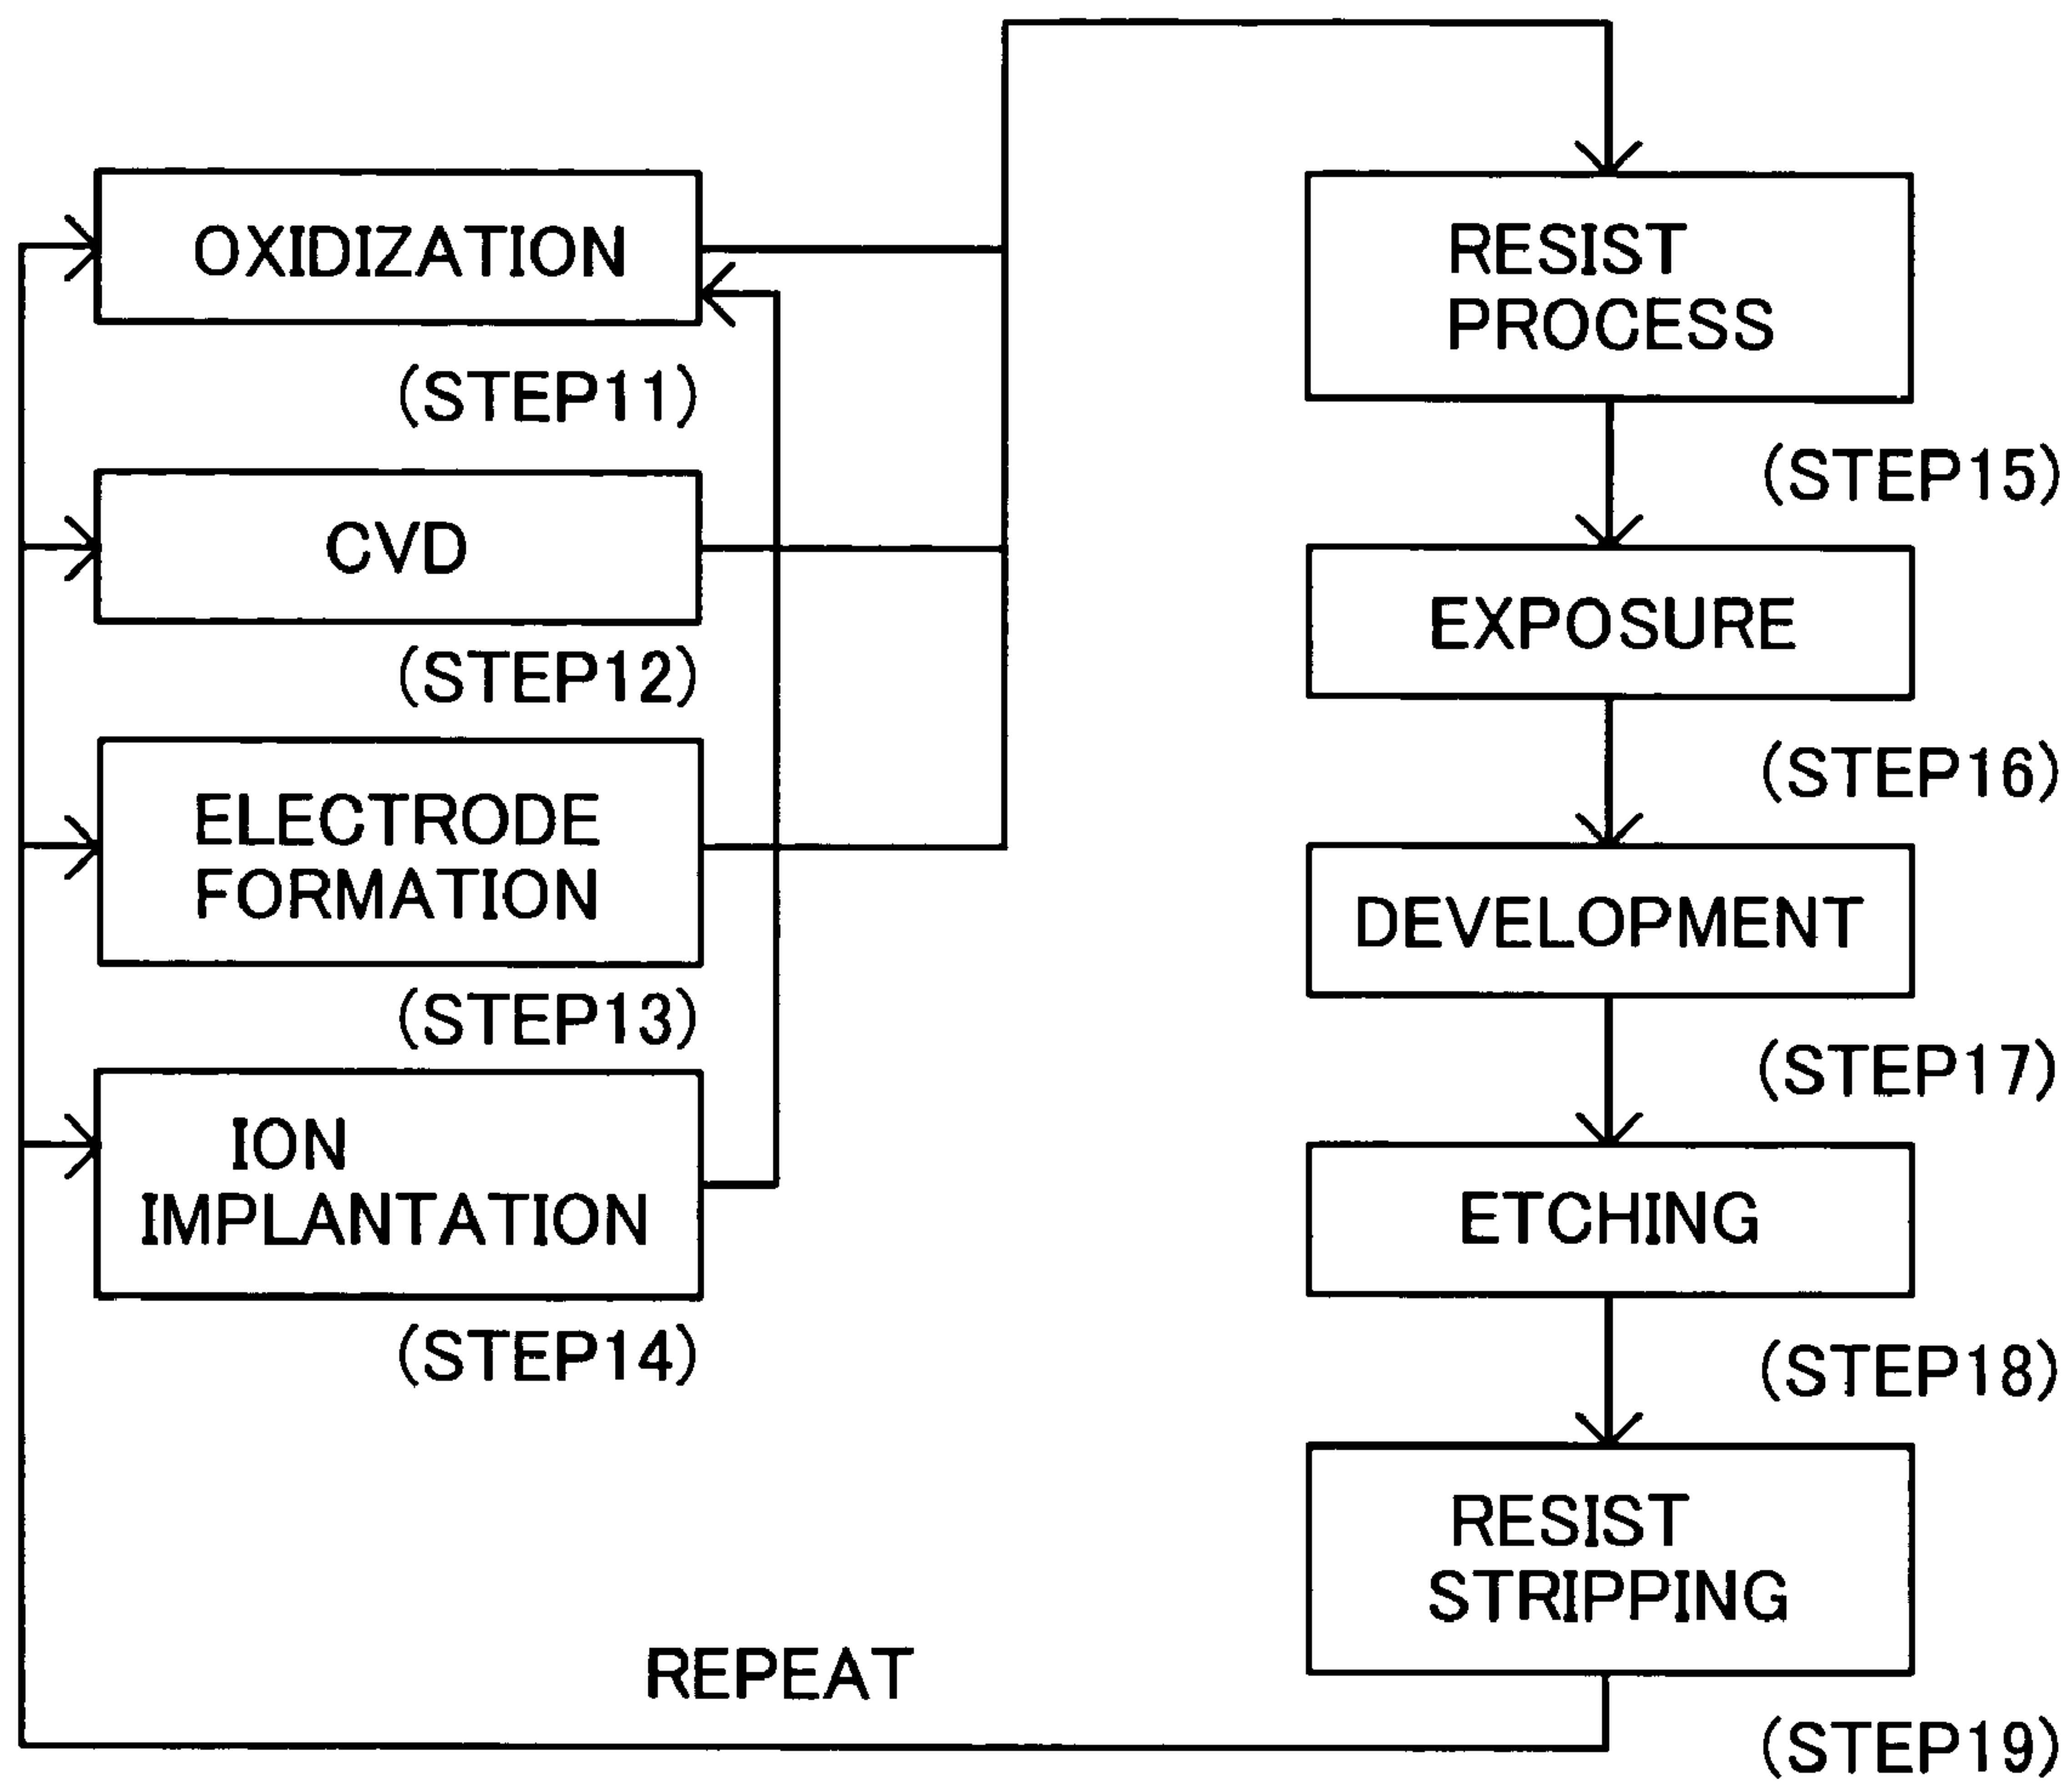 OXIDIZATION
(STEP11)
CVD
(STEP12)
ELECTRODE
FORMATION
(STEP13)
ION
IMPLANTATION
(STEP14)
RESIST
PROCESS
(STEP15)
EXPOSURE
(STEP16)
DEVELOPMENT
(STEP17)
ETCHING
(STEP18)
RESIST
STRIPPING
(STEP19)
REPEAT